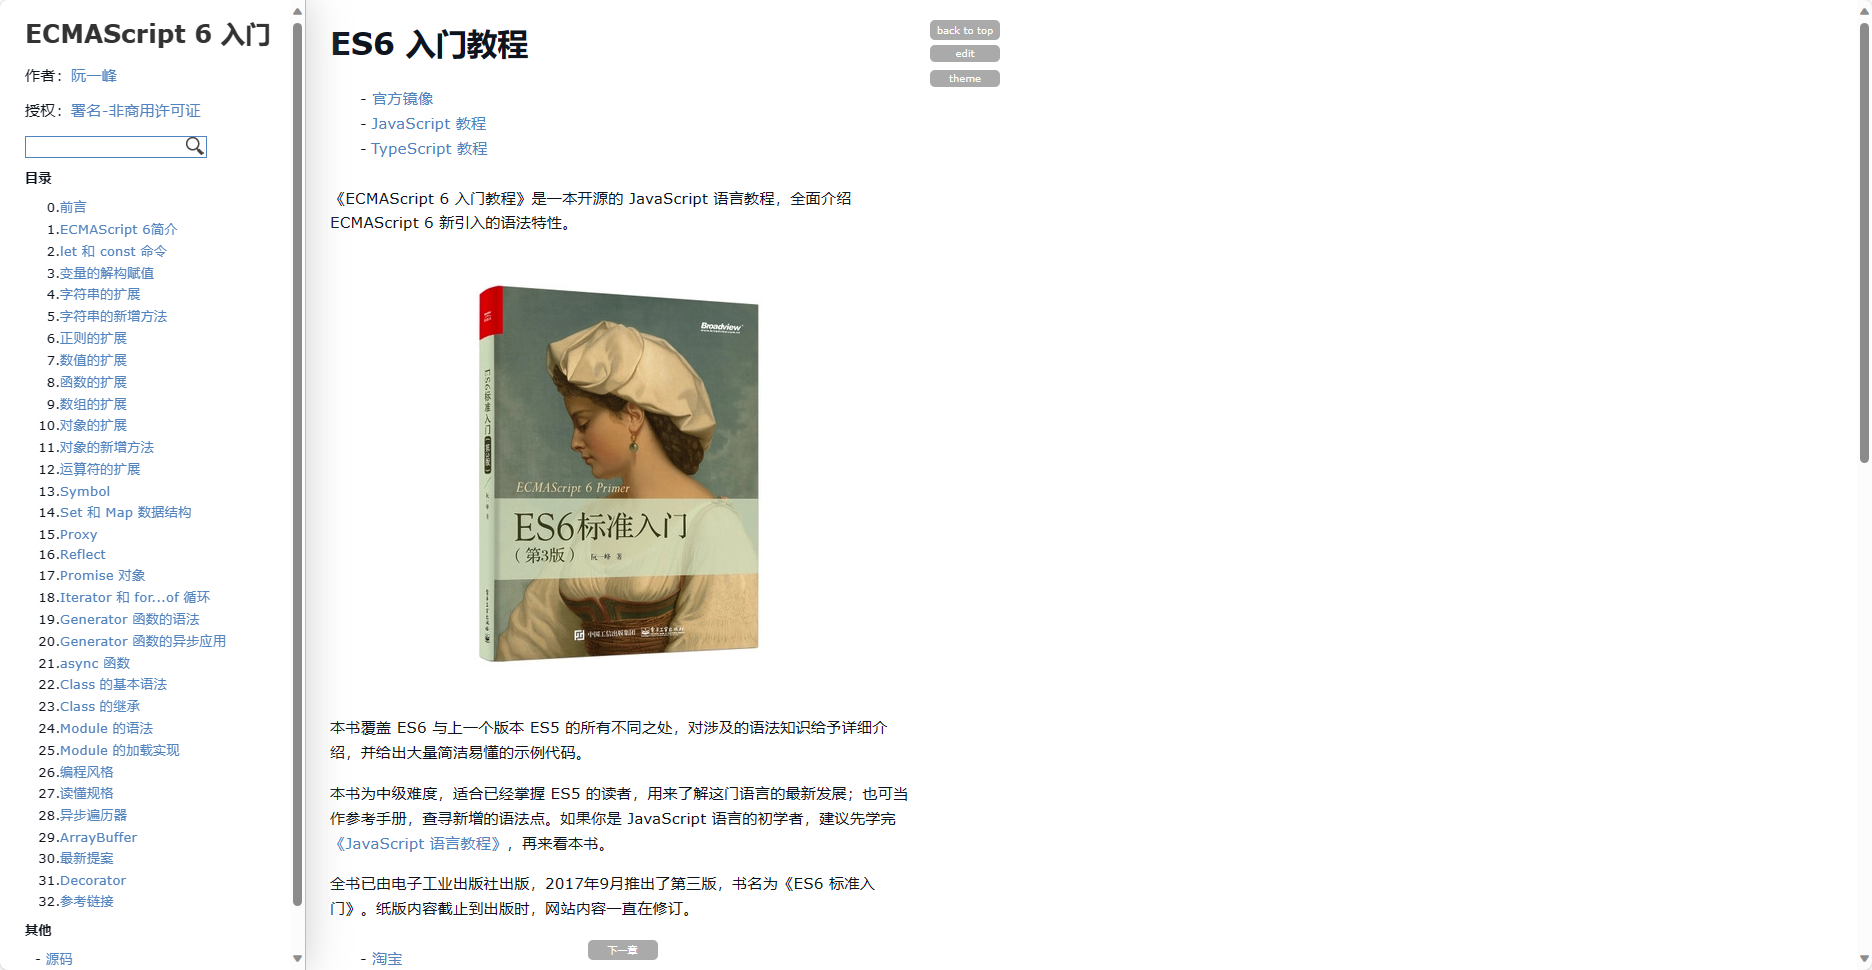 ECMAScript 6 入门
作者：阮一峰
授权：署名-非商用许可证
目录
0.前言
1.ECMAScript 6简介
2.let 和 const 命令
3.变量的解构赋值
4.字符串的扩展
5.字符串的新增方法
6.正则的扩展
7.数值的扩展
8.函数的扩展
9.数组的扩展
10.对象的扩展
11.对象的新增方法
12.运算符的扩展
13.Symbol
14.Set 和 Map 数据结构
15.Proxy
16.Reflect
17.Promise 对象
18.Iterator 和 for...of 循环
19.Generator 函数的语法
20.Generator 函数的异步应用
21.async 函数
22.Class 的基本语法
23.Class 的继承
24.Module 的语法
25.Module 的加载实现
26.编程风格
27.读懂规格
28.异步遍历器
29.ArrayBuffer
30.最新提案
31.Decorator
32.参考链接
其他
- 源码
ES6 入门教程
back to top
edit
theme
- 官方镜像
- JavaScript 教程
- TypeScript 教程
《ECMAScript 6 入门教程》是一本开源的 JavaScript 语言教程，全面介绍
ECMAScript 6 新引入的语法特性。
Broadview
ES6标准入门
ECMAScript 6 Primer
ES6标准入门
（第3版）
阮一峰 著
中国工信出版集团
电子工业出版社
本书覆盖 ES6 与上一个版本 ES5 的所有不同之处，对涉及的语法知识给予详细介
绍，并给出大量简洁易懂的示例代码。
本书为中级难度，适合已经掌握 ES5 的读者，用来了解这门语言的最新发展；也可当
作参考手册，查寻新增的语法点。如果你是 JavaScript 语言的初学者，建议先学完
《JavaScript 语言教程》，再来看本书。
全书已由电子工业出版社出版，2017年9月推出了第三版，书名为《ES6 标准入
门》。纸版内容截止到出版时，网站内容一直在修订。
- 淘宝
下一章